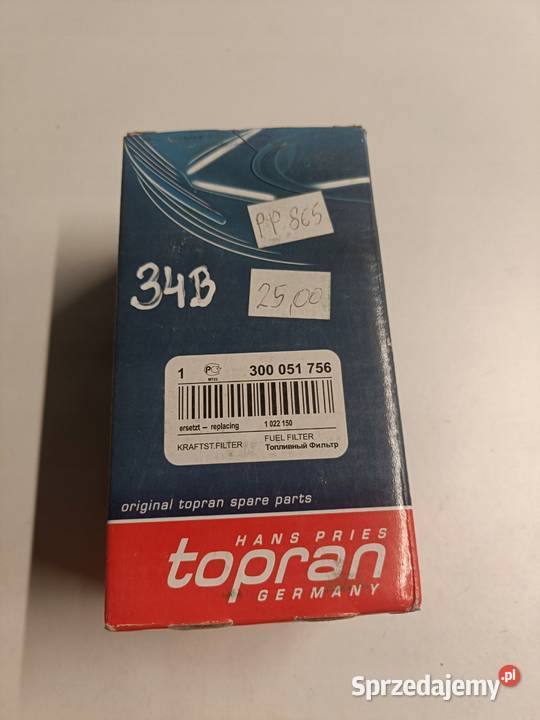 PP 865
34B
25,00
1 P MT22 300 051 756
ersetzt – replacing 1 022 150
KRAFTST.FILTER FUEL FILTER
Топливный Фильтр
original topran spare parts
HANS PRIES
topran
GERMANY
Sprzedajemy.pl